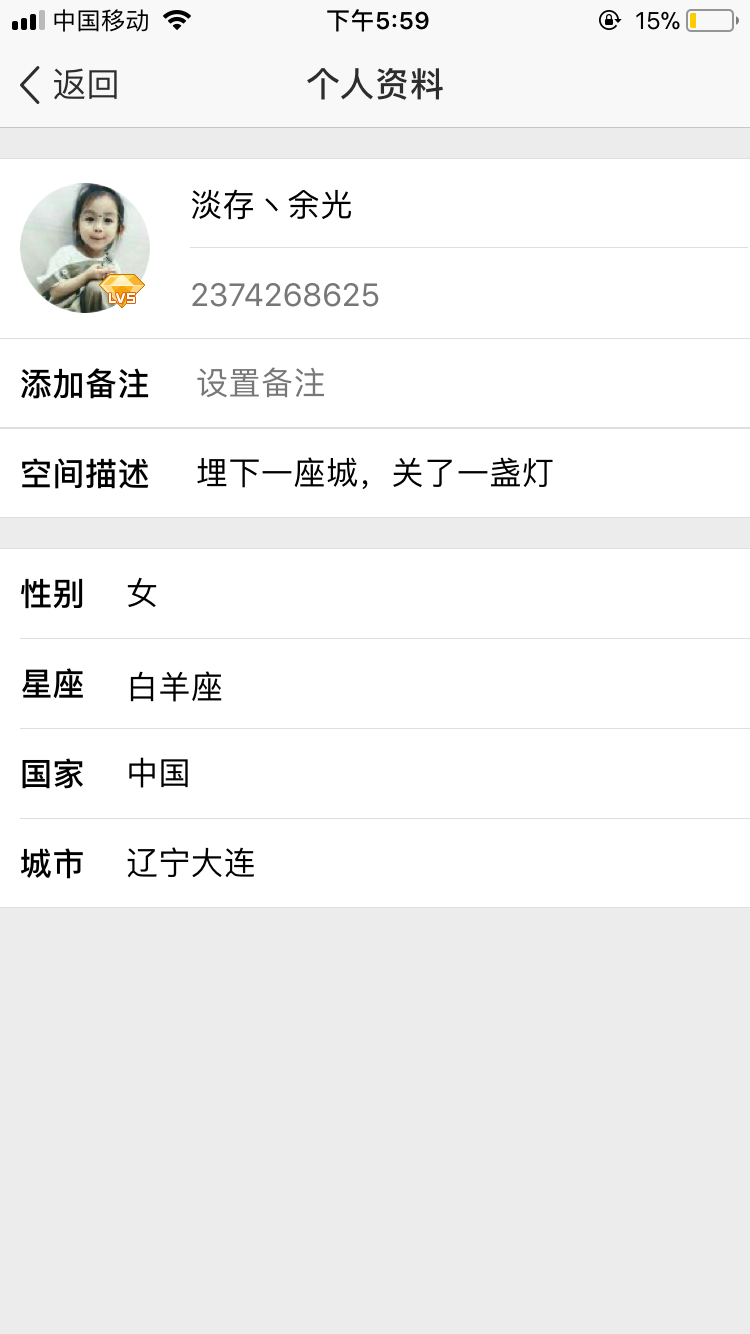 中国移动 下午5:59 15%
返回 个人资料
淡存丶余光
LV5
2374268625
添加备注 设置备注
空间描述 埋下一座城，关了一盏灯
性别 女
星座 白羊座
国家 中国
城市 辽宁大连